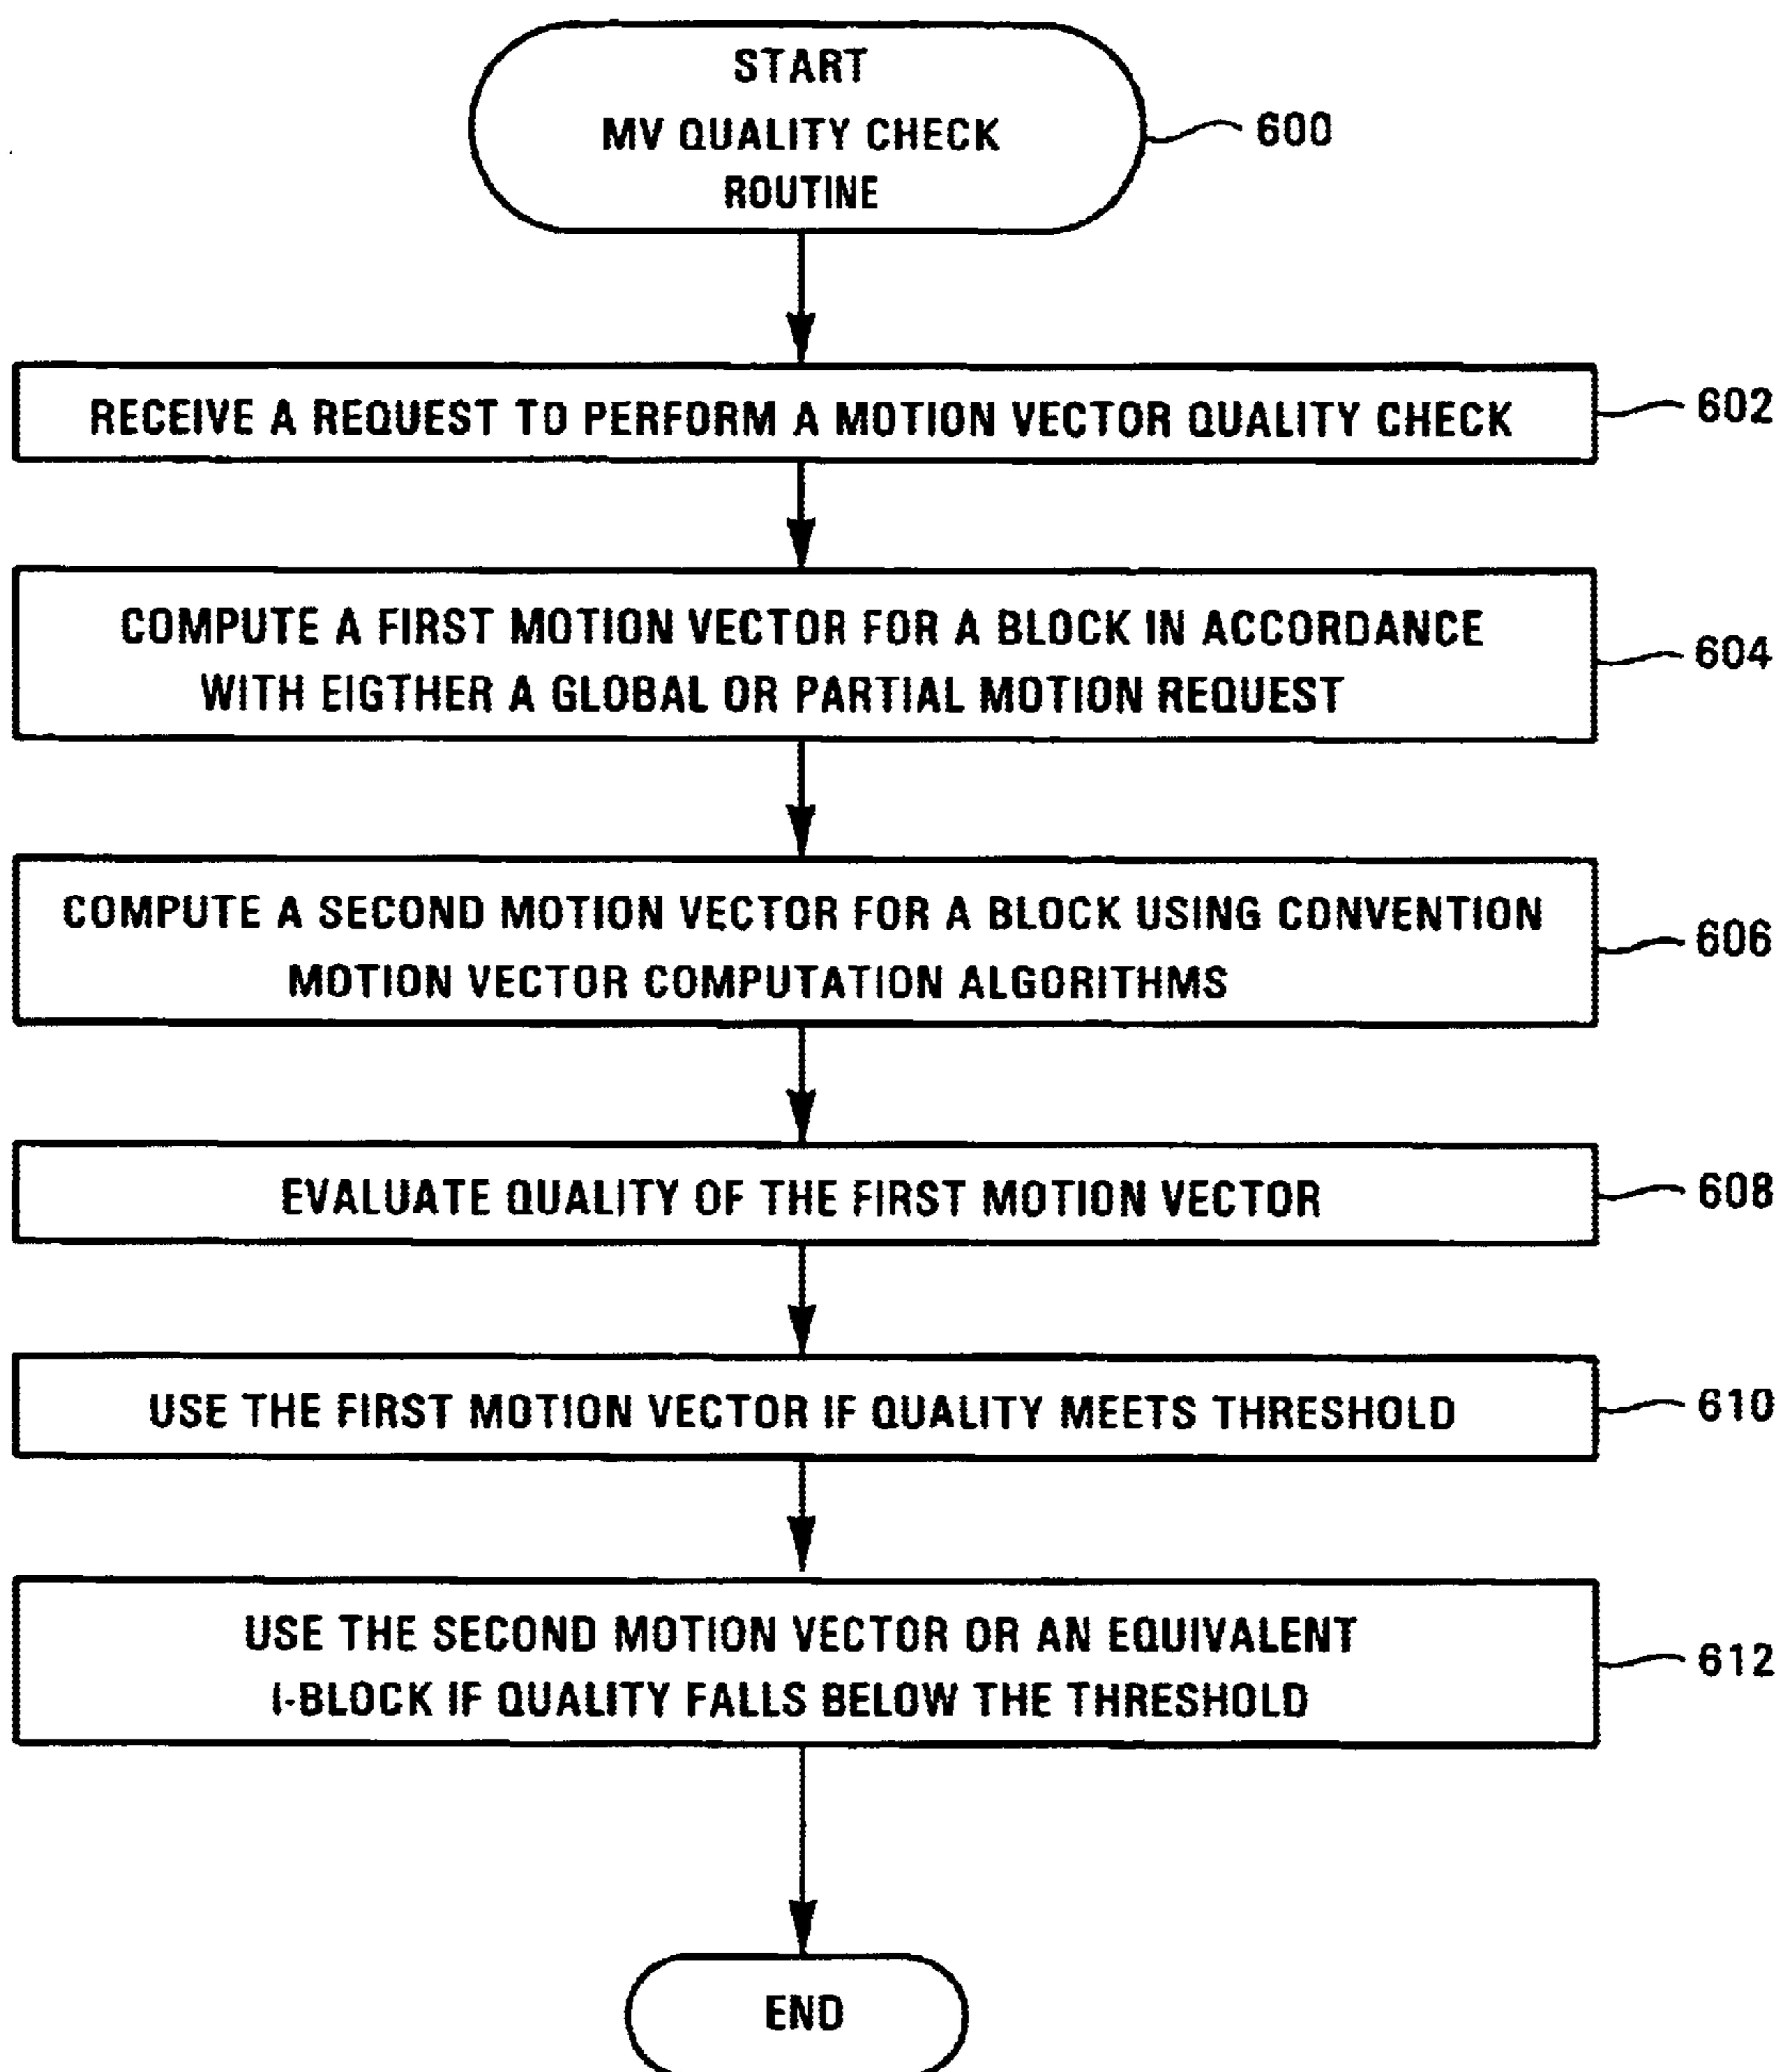 START
MV QUALITY CHECK
ROUTINE
600
RECEIVE A REQUEST TO PERFORM A MOTION VECTOR QUALITY CHECK
602
COMPUTE A FIRST MOTION VECTOR FOR A BLOCK IN ACCORDANCE
WITH EIGTHER A GLOBAL OR PARTIAL MOTION REQUEST
604
COMPUTE A SECOND MOTION VECTOR FOR A BLOCK USING CONVENTION
MOTION VECTOR COMPUTATION ALGORITHMS
606
EVALUATE QUALITY OF THE FIRST MOTION VECTOR
608
USE THE FIRST MOTION VECTOR IF QUALITY MEETS THRESHOLD
610
USE THE SECOND MOTION VECTOR OR AN EQUIVALENT
I-BLOCK IF QUALITY FALLS BELOW THE THRESHOLD
612
END